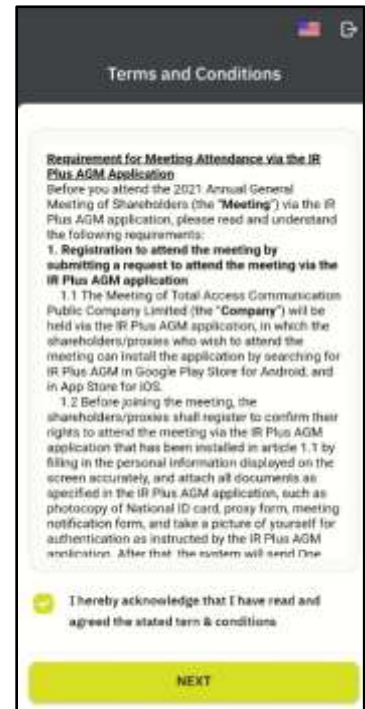 Terms and Conditions
Requirement for Meeting Attendance via the IR
Plus AGM Application
Before you attend the 2021 Annual General
Meeting of Shareholders (the "Meeting") via the IR
Plus AGM application, please read and understand
the following requirements:
1. Registration to attend the meeting by
submitting a request to attend the meeting via the
IR Plus AGM application
1.1 The Meeting of Total Access Communication
Public Company Limited (the "Company") will be
held via the IR Plus AGM application, in which the
shareholders/proxies who wish to attend the
meeting can install the application by searching for
IR Plus AGM in Google Play Store for Android, and
in App Store for iOS.
1.2 Before joining the meeting, the
shareholders/proxies shall register to confirm their
rights to attend the meeting via the IR Plus AGM
application that has been installed in article 1.1 by
filling in the personal information displayed on the
screen accurately, and attach all documents as
specified in the IR Plus AGM application, such as
photocopy of National ID card, proxy form, meeting
notification form, and take a picture of yourself for
authentication as instructed by the IR Plus AGM
application. After that, the system will send One
I hereby acknowledge that I have read and
agreed the stated tern & conditions
NEXT